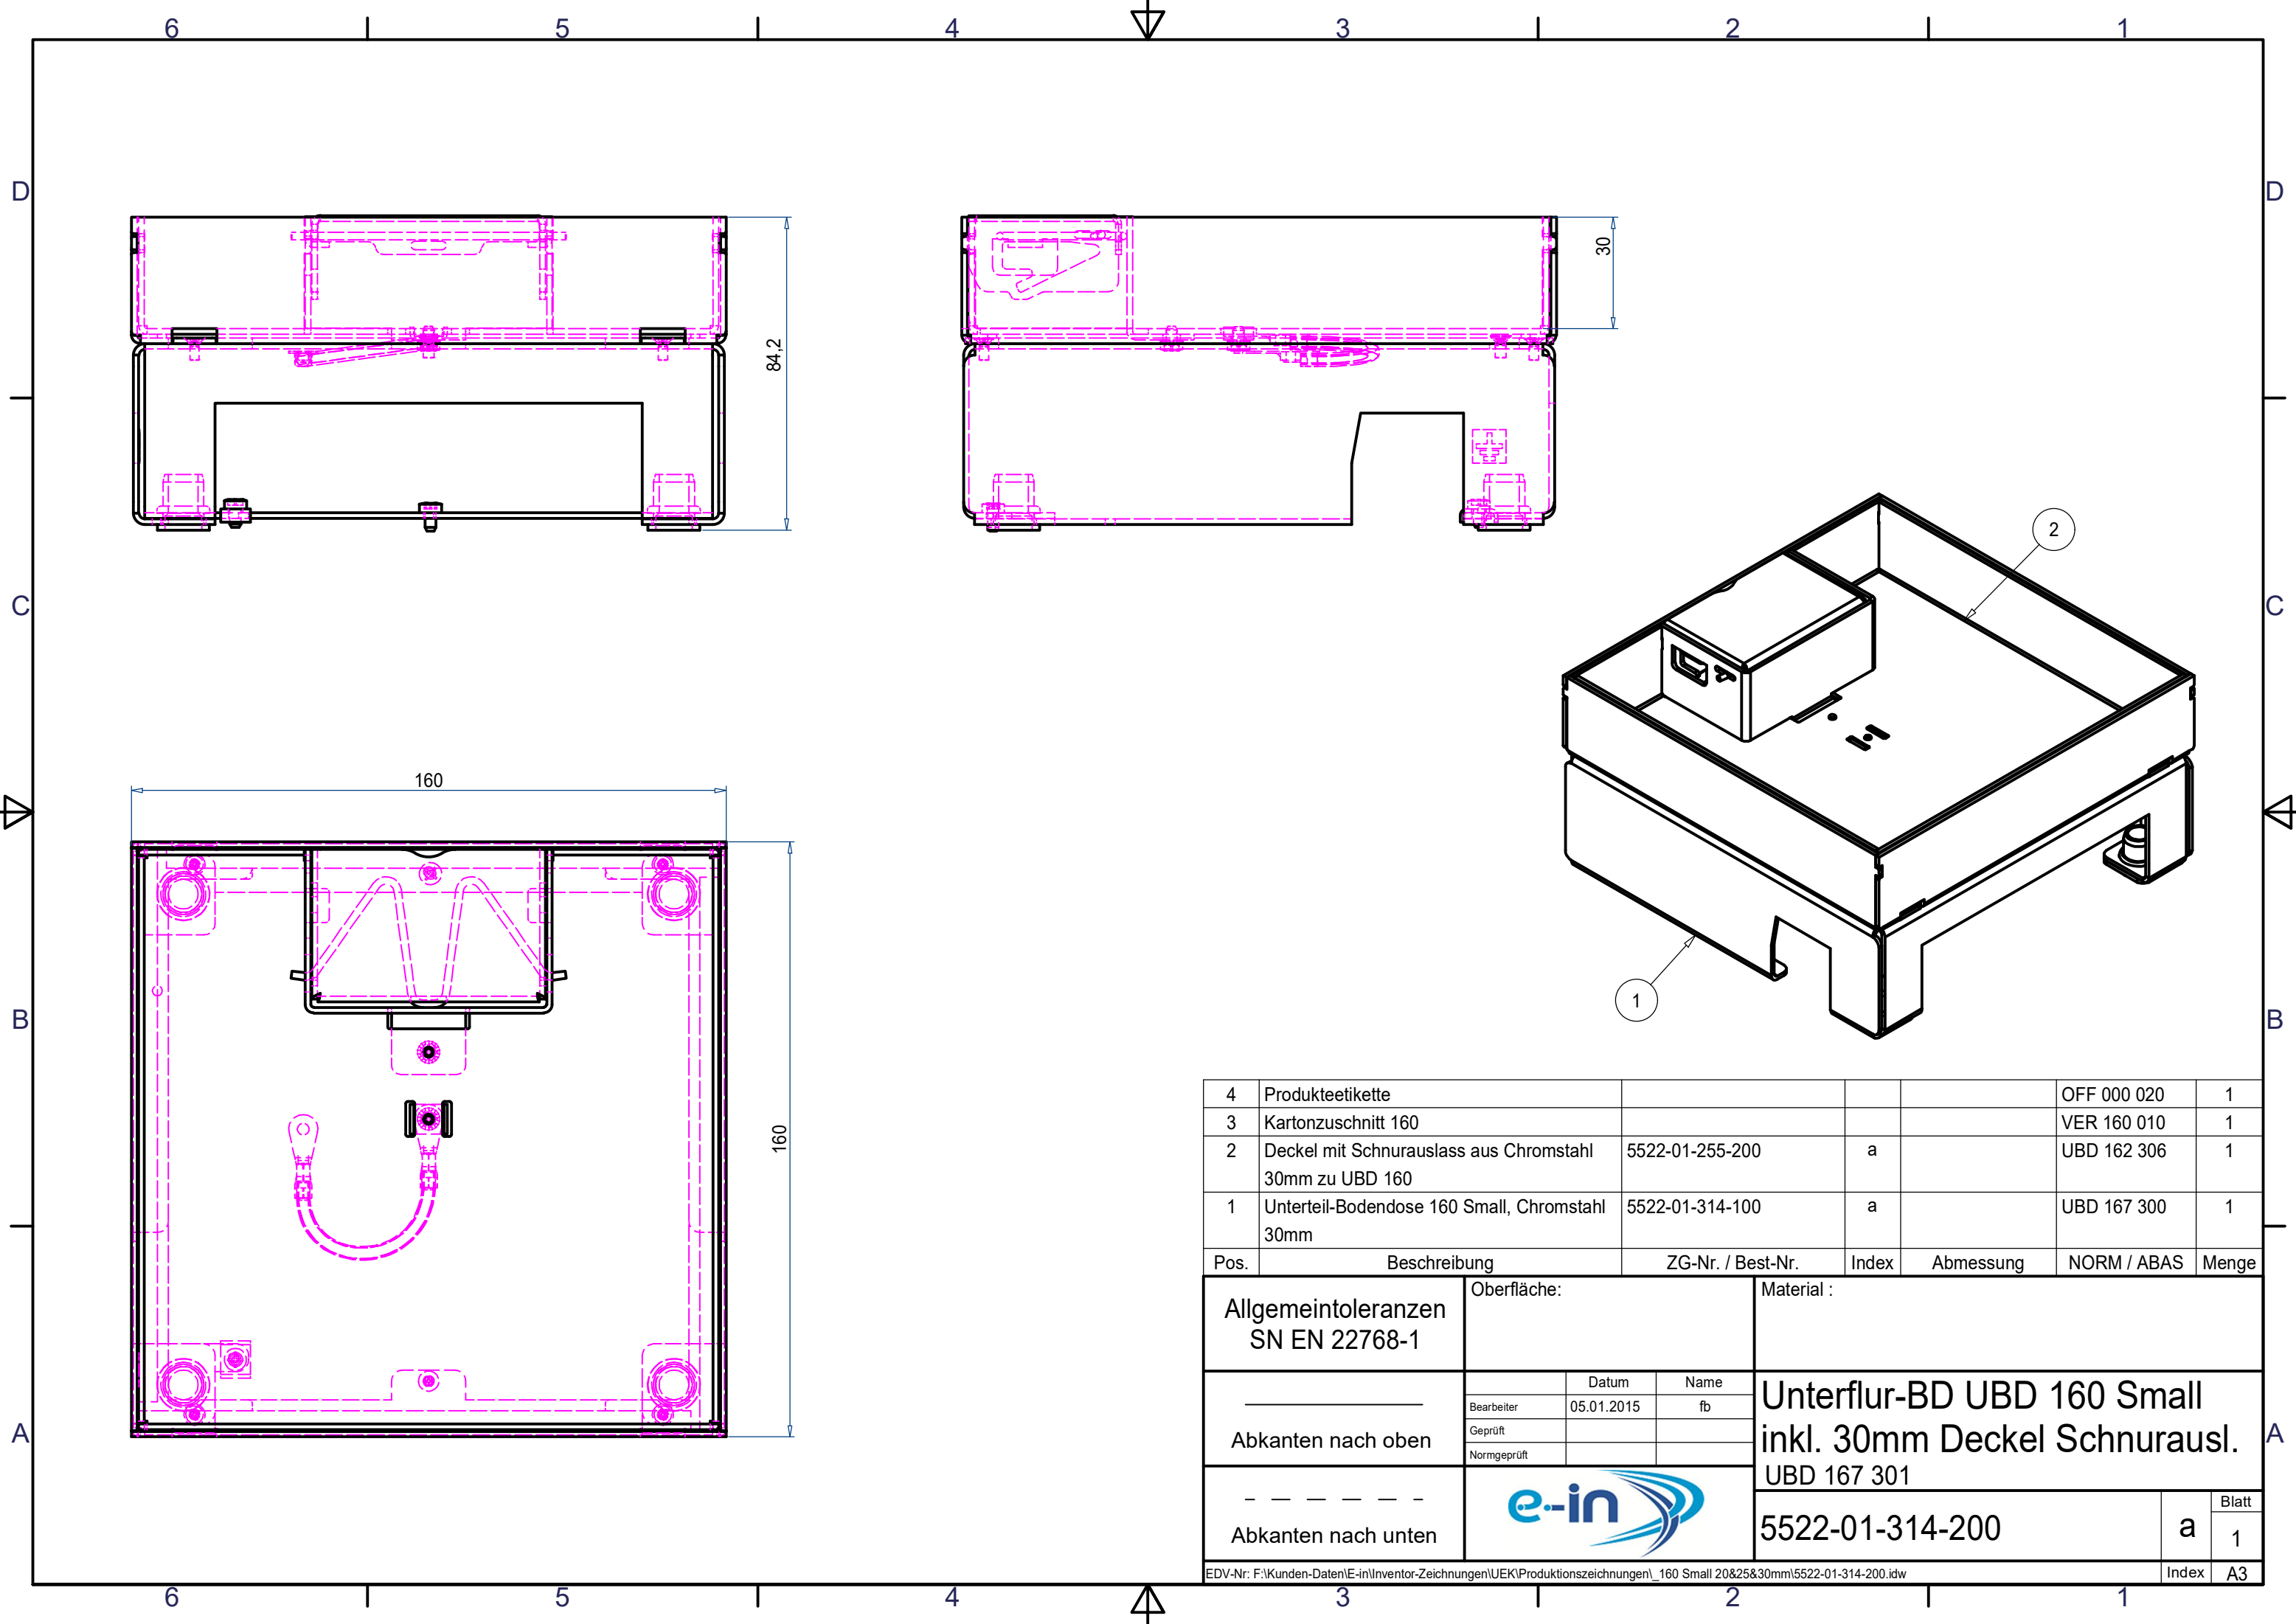 6 5 4 3 2 1
D D
30
84,2
2
C C
160
160
1
B B
4 Produkteetikette OFF 000 020 1
3 Kartonzuschnitt 160 VER 160 010 1
2 Deckel mit Schnurauslass aus Chromstahl 5522-01-255-200 a UBD 162 306 1
30mm zu UBD 160
1 Unterteil-Bodendose 160 Small, Chromstahl 5522-01-314-100 a UBD 167 300 1
30mm
Pos. Beschreibung ZG-Nr. / Best-Nr. Index Abmessung NORM / ABAS Menge
Allgemeintoleranzen
SN EN 22768-1
Oberfläche:
Material :
Abkanten nach oben
Abkanten nach unten
Datum Name
Bearbeiter 05.01.2015 fb
Geprüft
Normgeprüft
e-in
Unterflur-BD UBD 160 Small
inkl. 30mm Deckel Schnurausl.
UBD 167 301
5522-01-314-200 a
Blatt
1
A A
EDV-Nr: F:\Kunden-Daten\E-in\Inventor-Zeichnungen\UEK\Produktionszeichnungen\_160 Small 20&25&30mm\5522-01-314-200.idw Index A3
6 5 4 3 2 1